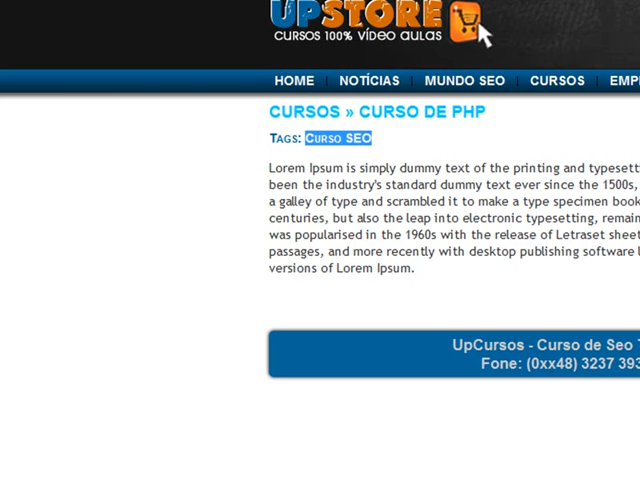 UPSTORE
CURSOS 100% VÍDEO AULAS
HOME NOTÍCIAS MUNDO SEO CURSOS
CURSOS » CURSO DE PHP
TAGS: CURSO SEO
Lorem Ipsum is simply dummy text of the printing and
been the industry's standard dummy text ever since the 1500s,
a galley of type and scrambled it to make a type specimen book
centuries, but also the leap into electronic typesetting,
was popularised in the 1960s with the release of Letraset
passages, and more recently with desktop publishing software
versions of Lorem Ipsum.
UpCursos - Curso de Seo
Fone: (0xx48) 3237